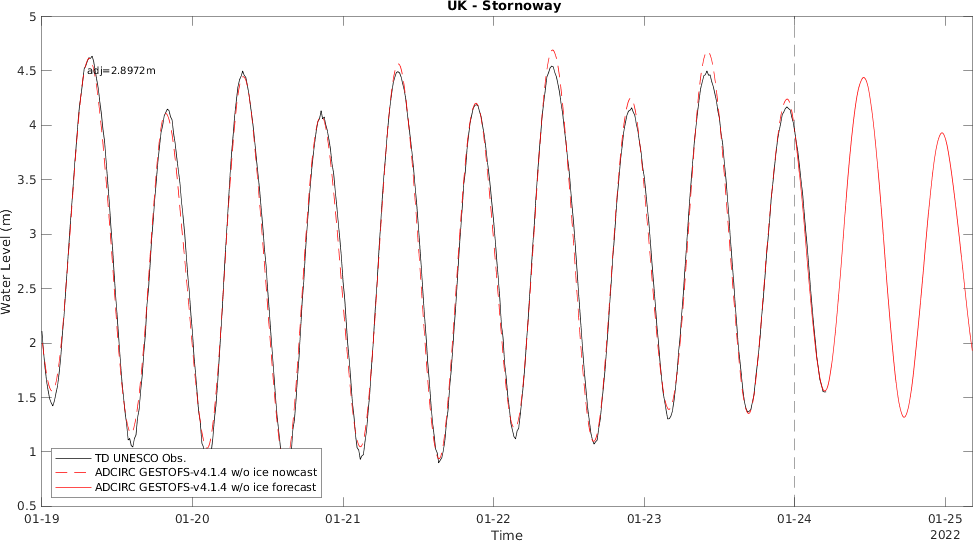 UK - Stornoway
5
4.5
4
3.5
3
2.5
2
1.5
1
0.5
Water Level (m)
adj=2.8972m
TD UNESCO Obs.
ADCIRC GESTOFS-v4.1.4 w/o ice nowcast
ADCIRC GESTOFS-v4.1.4 w/o ice forecast
01-19
01-20
01-21
01-22
01-23
01-24
01-25
Time
2022